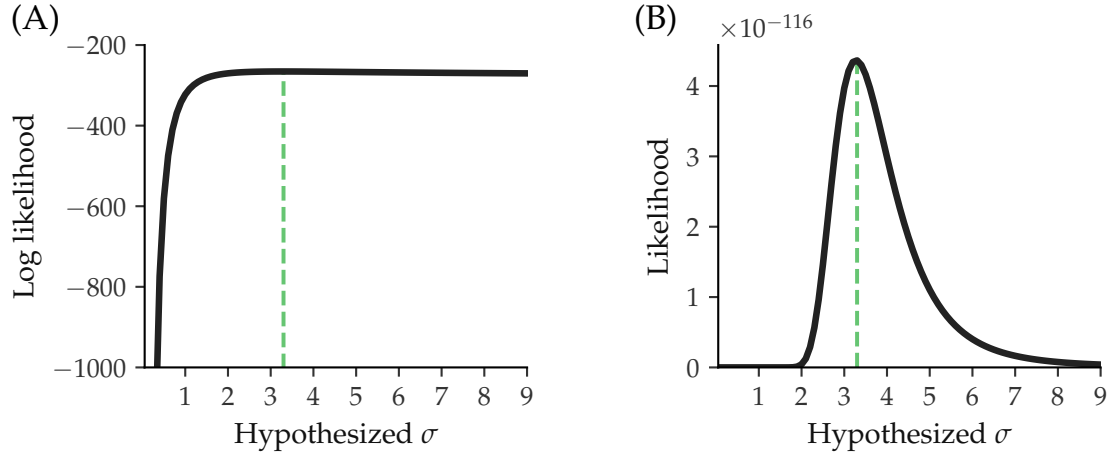 (A)
−200
−400
−600
−800
−1000
Log likelihood
1 2 3 4 5 6 7 8 9
Hypothesized σ
(B)
×10⁻¹¹⁶
4
3
2
1
0
Likelihood
1 2 3 4 5 6 7 8 9
Hypothesized σ